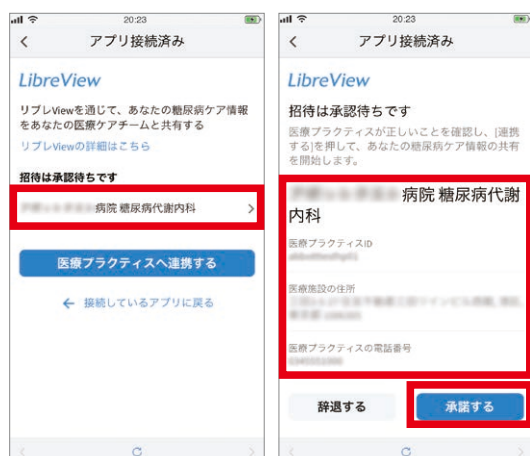 20:23
アプリ接続済み
LibreView
リブレViewを通じて、あなたの糖尿病ケア情報
をあなたの医療ケアチームと共有する
リブレViewの詳細はこちら
招待は承認待ちです
病院 糖尿病代謝内科
医療プラクティスへ連携する
接続しているアプリに戻る
20:23
アプリ接続済み
LibreView
招待は承認待ちです
医療プラクティスが正しいことを確認し、[連携
する]を押して、あなたの糖尿病ケア情報の共有
を開始します。
病院 糖尿病代謝
内科
医療プラクティスID
医療施設の住所
医療プラクティスの電話番号
辞退する
承諾する